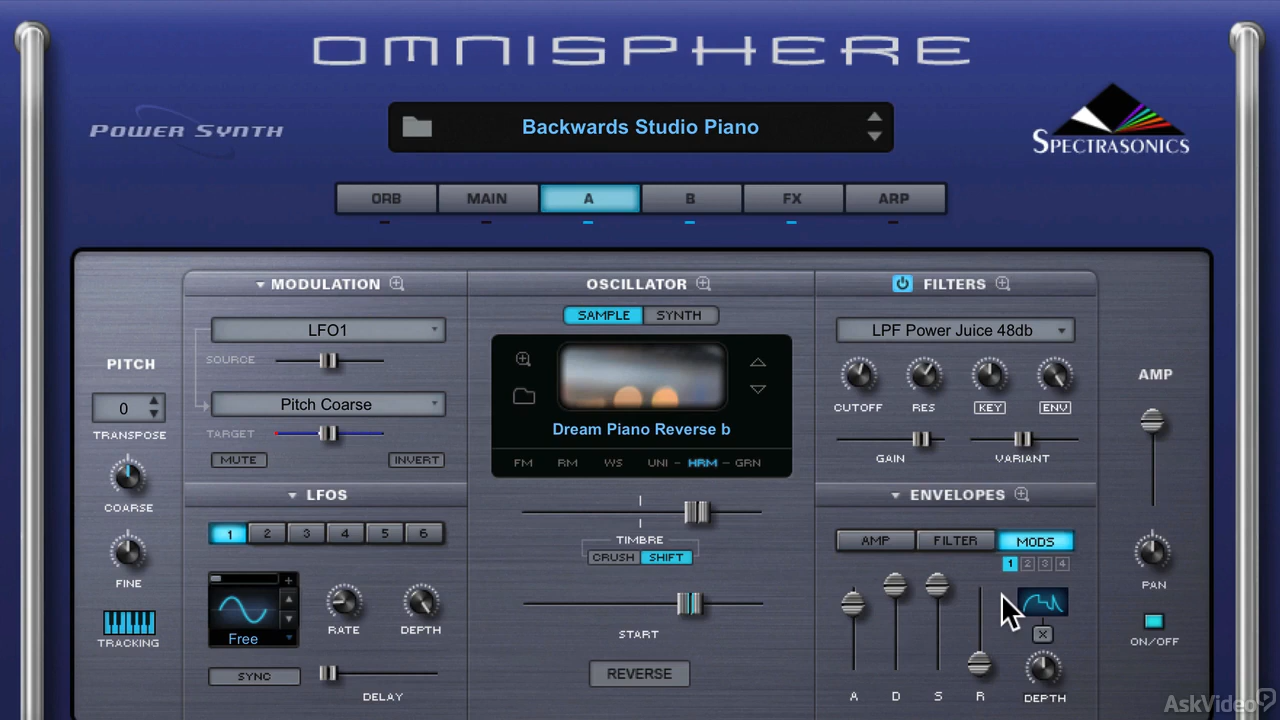 OMNISPHERE
POWER SYNTH
Backwards Studio Piano
SPECTRASONICS
ORB MAIN A B FX ARP
MODULATION
OSCILLATOR
FILTERS
LFO1
SOURCE
Pitch Coarse
TARGET
MUTE INVERT
SAMPLE SYNTH
Dream Piano Reverse b
FM RM WS UNI - HRM - GRN
LPF Power Juice 48db
CUTOFF RES KEY ENV
GAIN VARIANT
PITCH
0
TRANSPOSE
COARSE
FINE
TRACKING
LFOS
1 2 3 4 5 6
Free
RATE DEPTH
SYNC
DELAY
TIMBRE
CRUSH SHIFT
START
REVERSE
ENVELOPES
AMP FILTER MODS
1 2 3 4
X
A D S R DEPTH
AMP
PAN
ON/OFF
AskVideo